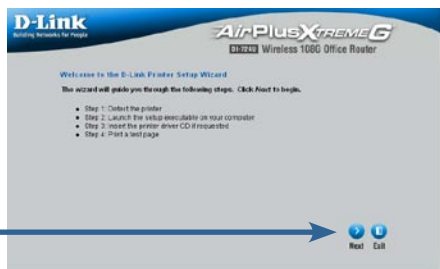 D-Link
Building Networks for People
AirPlus XTREME G
DI-724U Wireless 108G Office Router
Welcome to the D-Link Printer Setup Wizard
The wizard will guide you through the following steps. Click Next to begin.
• Step 1: Detect the printer
• Step 2: Launch the setup executable on your computer
• Step 3: Insert the printer driver CD if requested
• Step 4: Print a test page
Next Exit